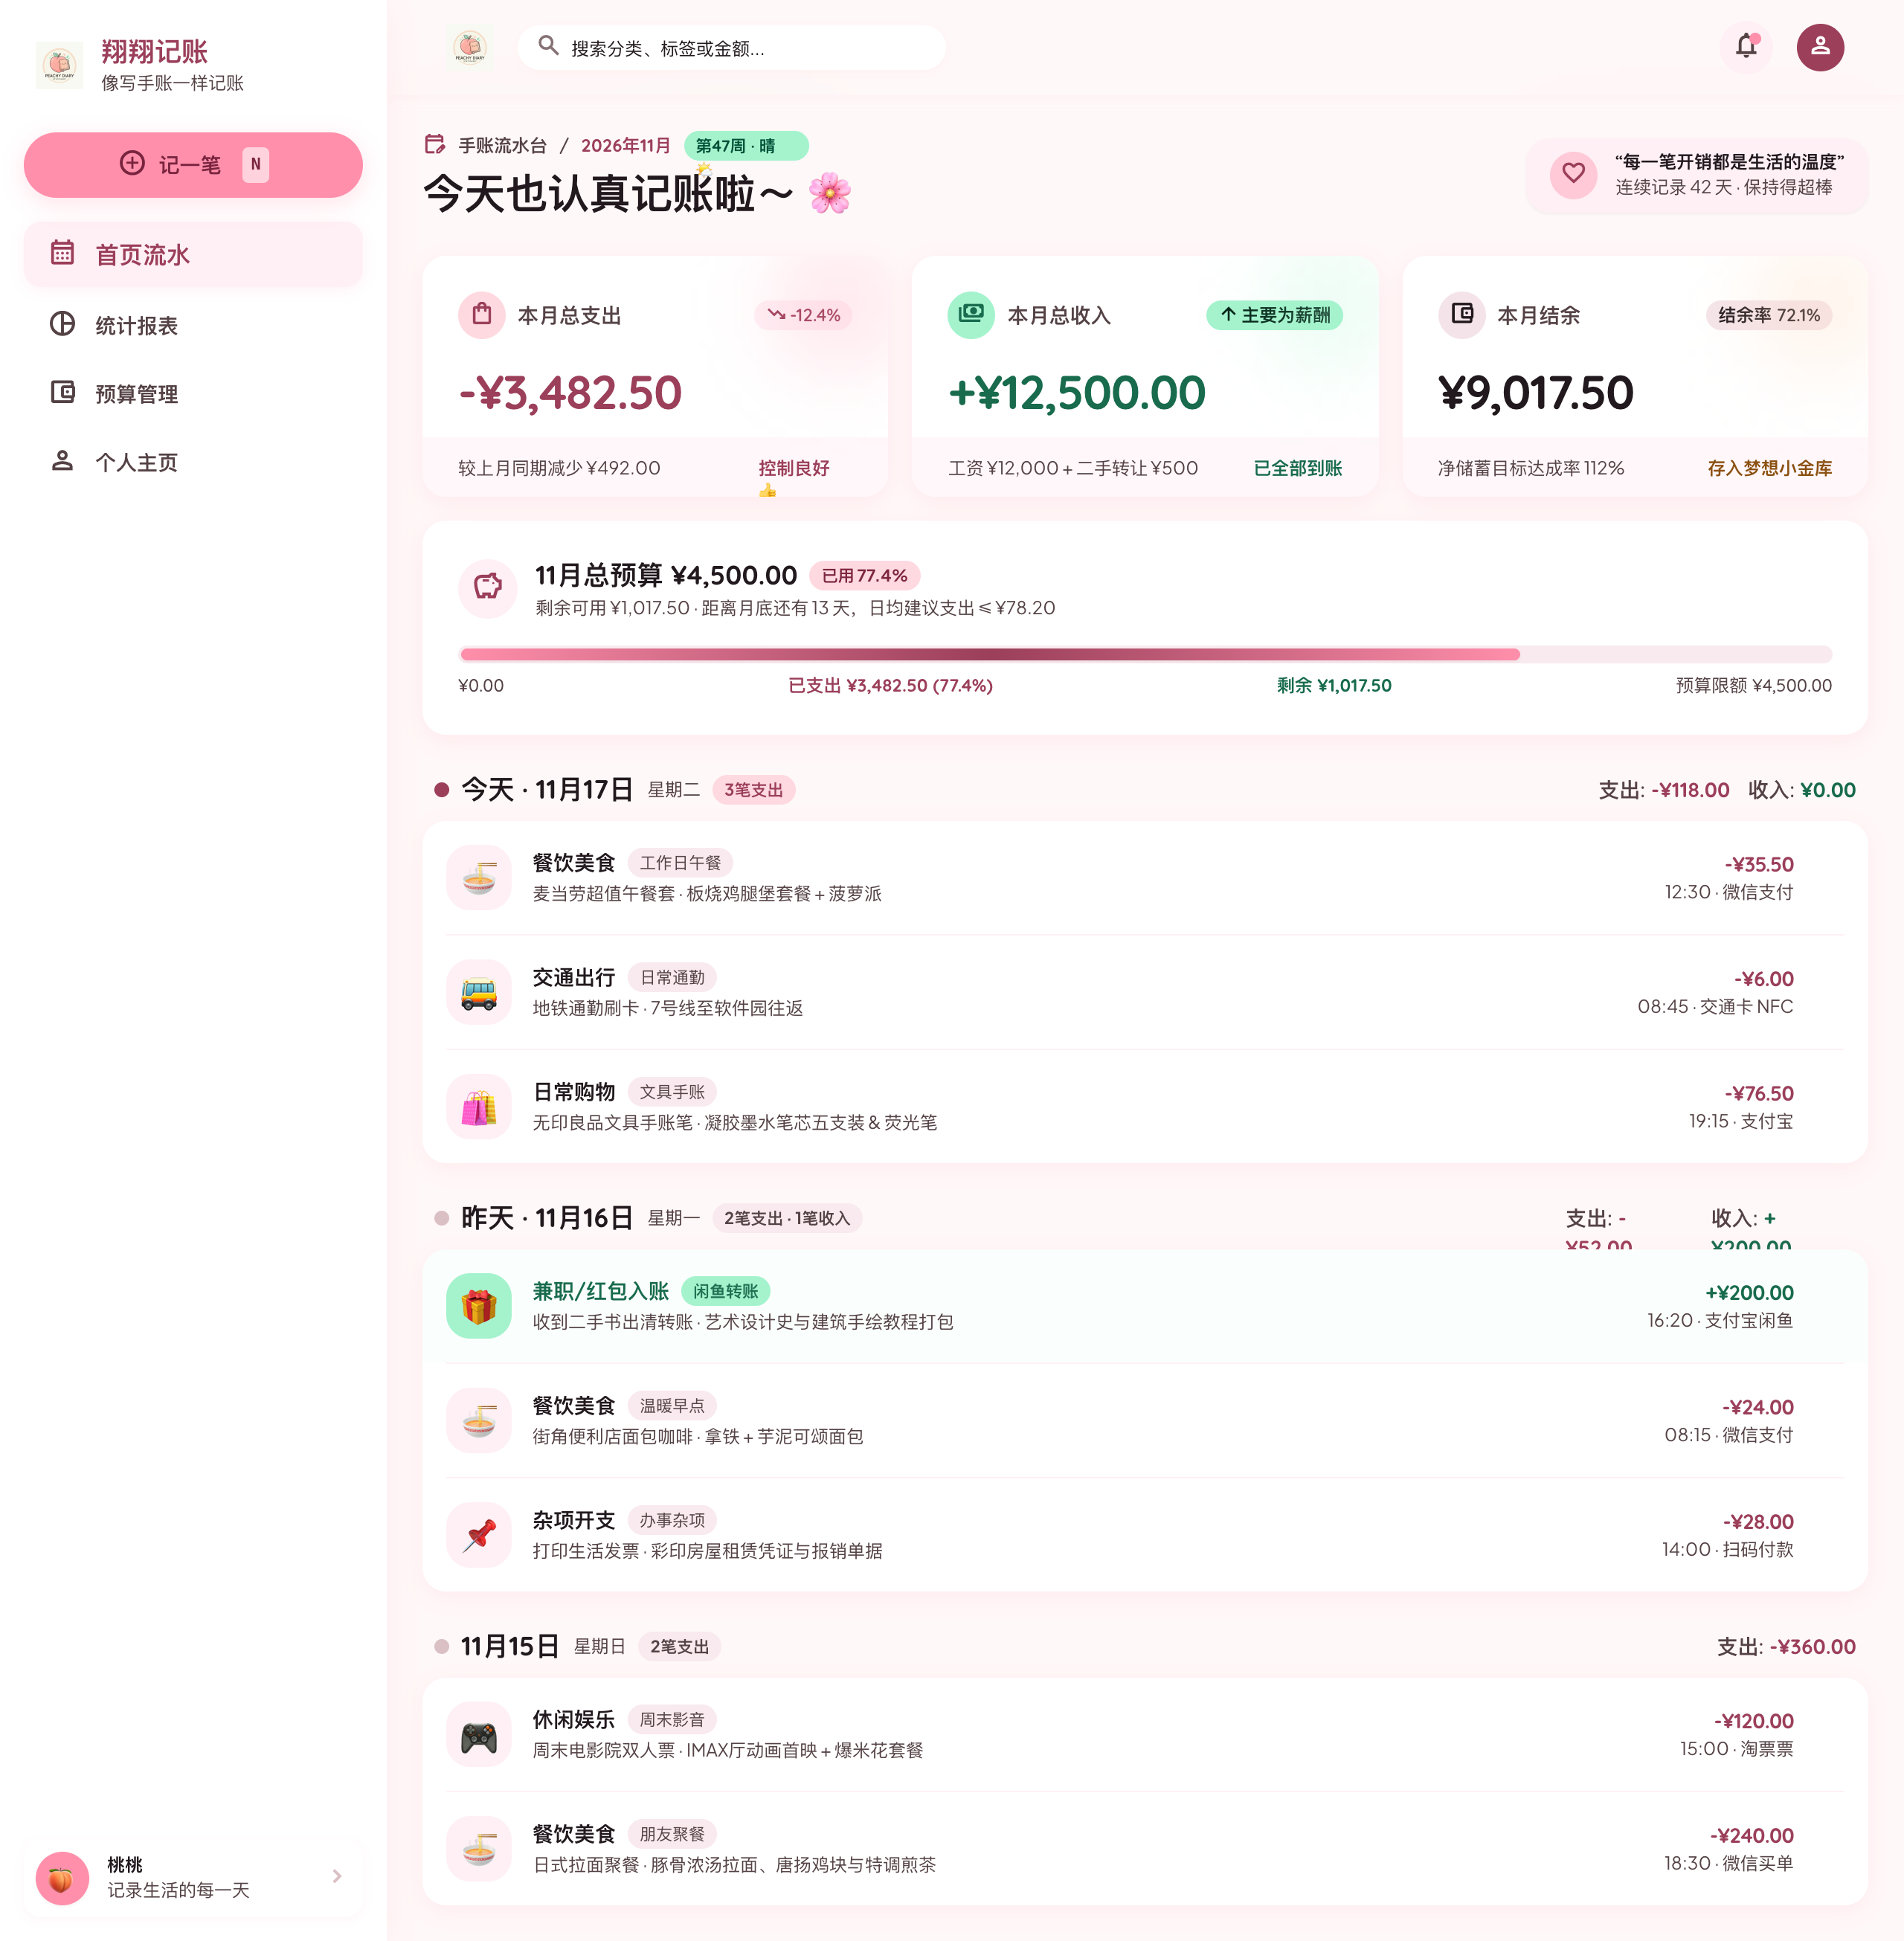 翔翔记账
像写手账一样记账
PEACHY DIARY
记一笔 N
首页流水
统计报表
预算管理
个人主页
桃桃
记录生活的每一天
PEACHY DIARY
搜索分类、标签或金额...
手账流水台 / 2026年11月 第47周 · 晴
今天也认真记账啦～ 🌸
“每一笔开销都是生活的温度”
连续记录 42 天 · 保持得超棒
本月总支出 -12.4%
-¥3,482.50
较上月同期减少 ¥492.00 控制良好
本月总收入 主要为薪酬
+¥12,500.00
工资 ¥12,000 + 二手转让 ¥500 已全部到账
本月结余 结余率 72.1%
¥9,017.50
净储蓄目标达成率 112% 存入梦想小金库
11月总预算 ¥4,500.00 已用 77.4%
剩余可用 ¥1,017.50 · 距离月底还有 13 天，日均建议支出 ≤ ¥78.20
¥0.00 已支出 ¥3,482.50 (77.4%) 剩余 ¥1,017.50 预算限额 ¥4,500.00
今天 · 11月17日 星期二 3笔支出 支出: -¥118.00 收入: ¥0.00
餐饮美食 工作日午餐 -¥35.50
麦当劳超值午餐套 · 板烧鸡腿堡套餐 + 菠萝派 12:30 · 微信支付
交通出行 日常通勤 -¥6.00
地铁通勤刷卡 · 7号线至软件园往返 08:45 · 交通卡 NFC
日常购物 文具手账 -¥76.50
无印良品文具手账笔 · 凝胶墨水笔芯五支装 & 荧光笔 19:15 · 支付宝
昨天 · 11月16日 星期一 2笔支出 · 1笔收入 支出: - 收入: +
¥52.00 ¥200.00
兼职/红包入账 闲鱼转账 +¥200.00
收到二手书出清转账 · 艺术设计史与建筑手绘教程打包 16:20 · 支付宝闲鱼
餐饮美食 温暖早点 -¥24.00
街角便利店面包咖啡 · 拿铁 + 芋泥可颂面包 08:15 · 微信支付
杂项开支 办事杂项 -¥28.00
打印生活发票 · 彩印房屋租赁凭证与报销单据 14:00 · 扫码付款
11月15日 星期日 2笔支出 支出: -¥360.00
休闲娱乐 周末影音 -¥120.00
周末电影院双人票 · IMAX厅动画首映 + 爆米花套餐 15:00 · 淘票票
餐饮美食 朋友聚餐 -¥240.00
日式拉面聚餐 · 豚骨浓汤拉面、唐扬鸡块与特调煎茶 18:30 · 微信买单